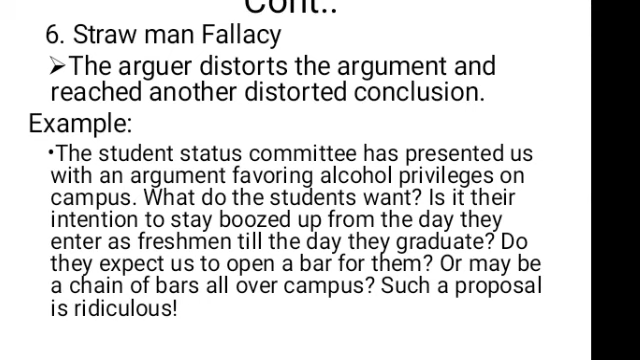 Cont..
6. Straw man Fallacy
➢The arguer distorts the argument and
reached another distorted conclusion.
Example:
•The student status committee has presented us
with an argument favoring alcohol privileges on
campus. What do the students want? Is it their
intention to stay boozed up from the day they
enter as freshmen till the day they graduate? Do
they expect us to open a bar for them? Or may be
a chain of bars all over campus? Such a proposal
is ridiculous!